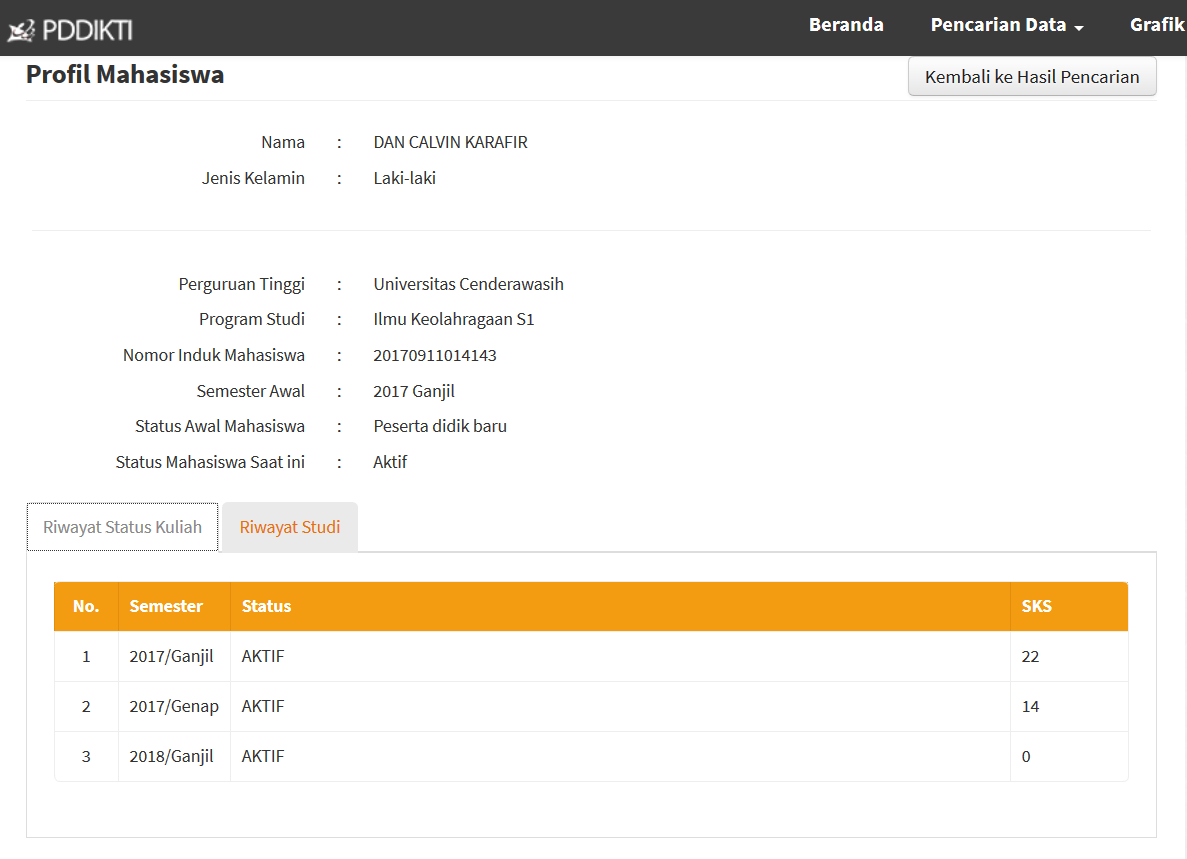 PDDIKTI Beranda Pencarian Data Grafik
Profil Mahasiswa Kembali ke Hasil Pencarian
Nama : DAN CALVIN KARAFIR
Jenis Kelamin : Laki-laki
Perguruan Tinggi : Universitas Cenderawasih
Program Studi : Ilmu Keolahragaan S1
Nomor Induk Mahasiswa : 20170911014143
Semester Awal : 2017 Ganjil
Status Awal Mahasiswa : Peserta didik baru
Status Mahasiswa Saat ini : Aktif
Riwayat Status Kuliah Riwayat Studi
No. Semester Status SKS
1 2017/Ganjil AKTIF 22
2 2017/Genap AKTIF 14
3 2018/Ganjil AKTIF 0